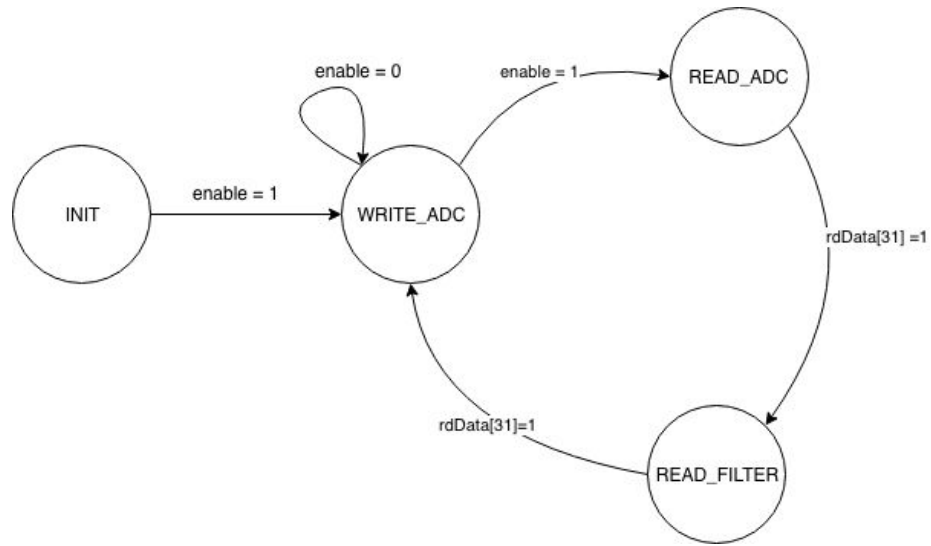 enable = 0
enable = 1
READ_ADC
INIT
enable = 1
WRITE_ADC
rdData[31] =1
rdData[31]=1
READ_FILTER